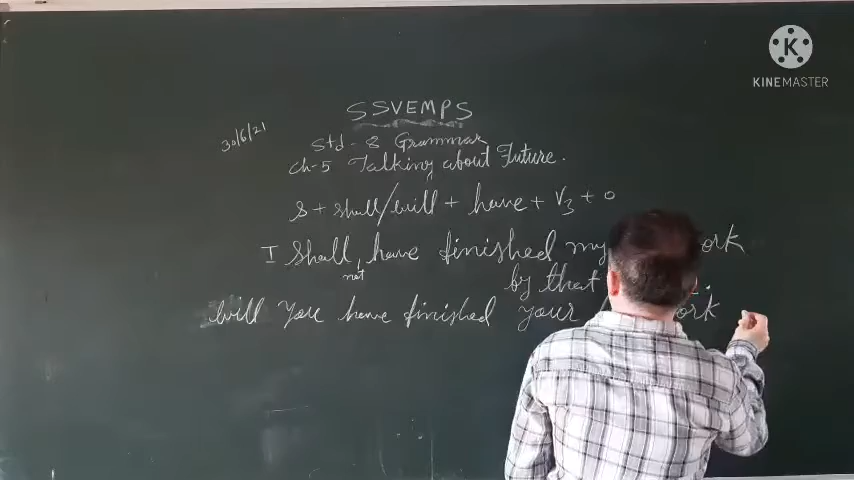 K
KINEMASTER
SSVEMPS
30/6/21
Std - 8 Grammar
Ch-5 Talking about Future.
S + shall/will + have + V3 + O
I shall have finished my
not
by that
will you have finished your